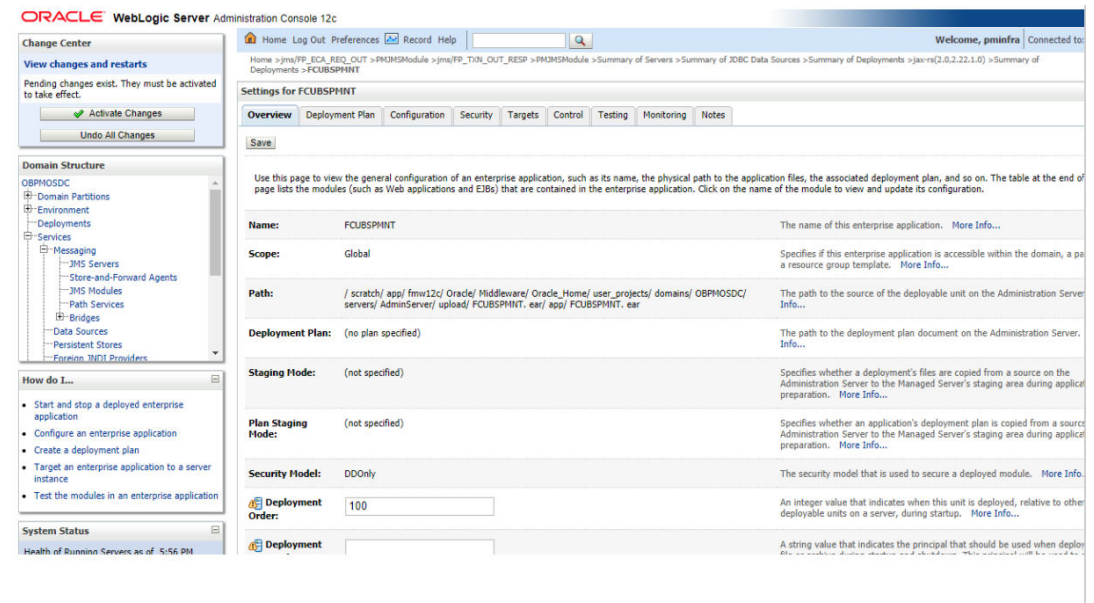 ORACLE WebLogic Server Administration Console 12c
Change Center
View changes and restarts
Pending changes exist. They must be activated
to take effect.
Activate Changes
Undo All Changes
Domain Structure
OBPMOSDC
Domain Partitions
Environment
Deployments
Services
Messaging
JMS Servers
Store-and-Forward Agents
JMS Modules
Path Services
Bridges
Data Sources
Persistent Stores
Foreign JNDI Providers
How do I...
Start and stop a deployed enterprise
application
Configure an enterprise application
Create a deployment plan
Target an enterprise application to a server
instance
Test the modules in an enterprise application
System Status
Health of Running Servers as of 5:56 PM
Home Log Out Preferences Record Help
Welcome, pminfra Connected to:
Home >jms/FP_ECA_REQ_OUT >PMJMSModule >jms/FP_TXN_OUT_RESP >PMJMSModule >Summary of Servers >Summary of JDBC Data Sources >Summary of Deployments >jax-rs(2.0,2.22.1.0) >Summary of
Deployments >FCUBSPMNT
Settings for FCUBSPMNT
Overview Deployment Plan Configuration Security Targets Control Testing Monitoring Notes
Save
Use this page to view the general configuration of an enterprise application, such as its name, the physical path to the application files, the associated deployment plan, and so on. The table at the end of
page lists the modules (such as Web applications and EJBs) that are contained in the enterprise application. Click on the name of the module to view and update its configuration.
Name: FCUBSPMNT The name of this enterprise application. More Info...
Scope: Global Specifies if this enterprise application is accessible within the domain, a pa
a resource group template. More Info...
Path: / scratch/ app/ fmw12c/ Oracle/ Middleware/ Oracle_Home/ user_projects/ domains/ OBPMOSDC/ The path to the source of the deployable unit on the Administration Server
servers/ AdminServer/ upload/ FCUBSPMNT. ear/ app/ FCUBSPMNT. ear Info...
Deployment Plan: (no plan specified) The path to the deployment plan document on the Administration Server.
Info...
Staging Mode: (not specified) Specifies whether a deployment's files are copied from a source on the
Administration Server to the Managed Server's staging area during applicat
preparation. More Info...
Plan Staging (not specified) Specifies whether an application's deployment plan is copied from a source
Mode: Administration Server to the Managed Server's staging area during applicat
preparation. More Info...
Security Model: DDOnly The security model that is used to secure a deployed module. More Info.
Deployment 100 An integer value that indicates when this unit is deployed, relative to other
Order: deployable units on a server, during startup. More Info...
Deployment A string value that indicates the principal that should be used when deploy